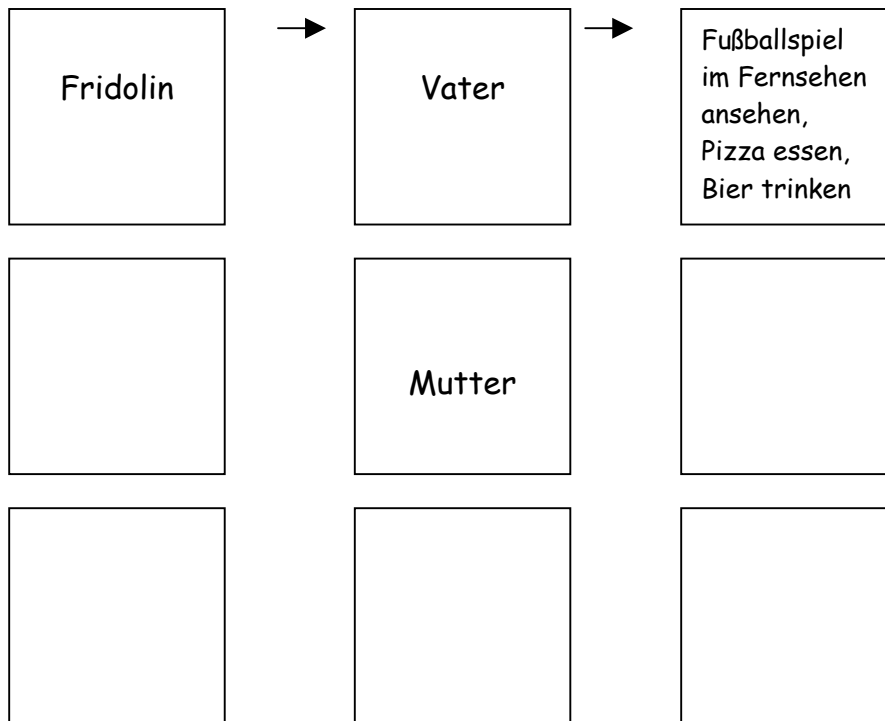 Fridolin
Vater
Fußballspiel
im Fernsehen
ansehen,
Pizza essen,
Bier trinken
Mutter